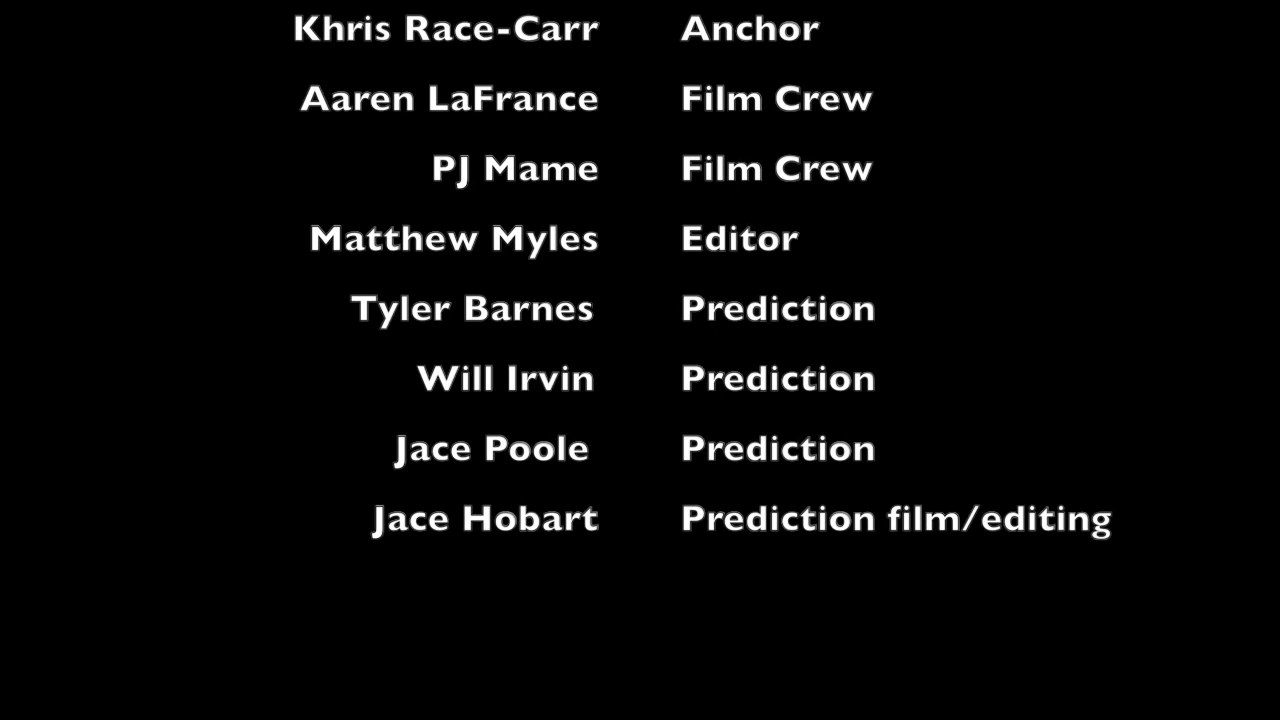 Khris Race-Carr Anchor
Aaren LaFrance Film Crew
PJ Mame Film Crew
Matthew Myles Editor
Tyler Barnes Prediction
Will Irvin Prediction
Jace Poole Prediction
Jace Hobart Prediction film/editing